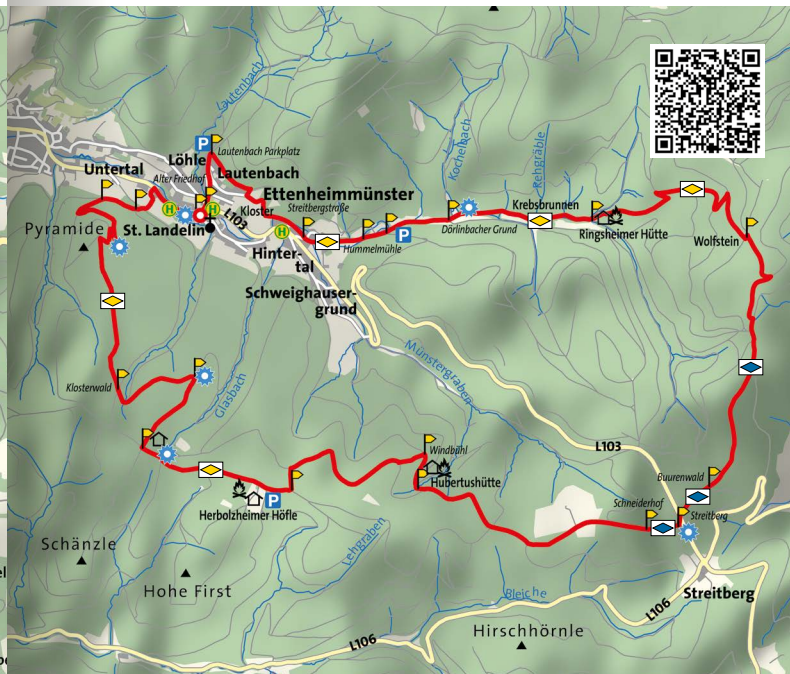 Lautenbach
P
Lautenbach Parkplatz
Löhle
Untertal
Alter Friedhof
Lautenbach
Ettenheimmünster
Kloster
Streitbergstraße
H
H
L103
St. Landelin
Pyramide
H
Hummelmühle
P
Hinter-
tal
Schweighauser-
grund
Kochelbach
Rehgräble
Krebsbrunnen
Dörlinbacher Grund
Ringsheimer Hütte
Wolfstein
Münstergraben
Klosterwald
Glasbach
Windbühl
Hubertushütte
L103
Buurenwald
P
Herbolzheimer Höfle
Schneiderhof
Streitberg
Lehgraben
Schänzle
Hohe First
Bleiche
Streitberg
L106
Hirschhörnle
L106